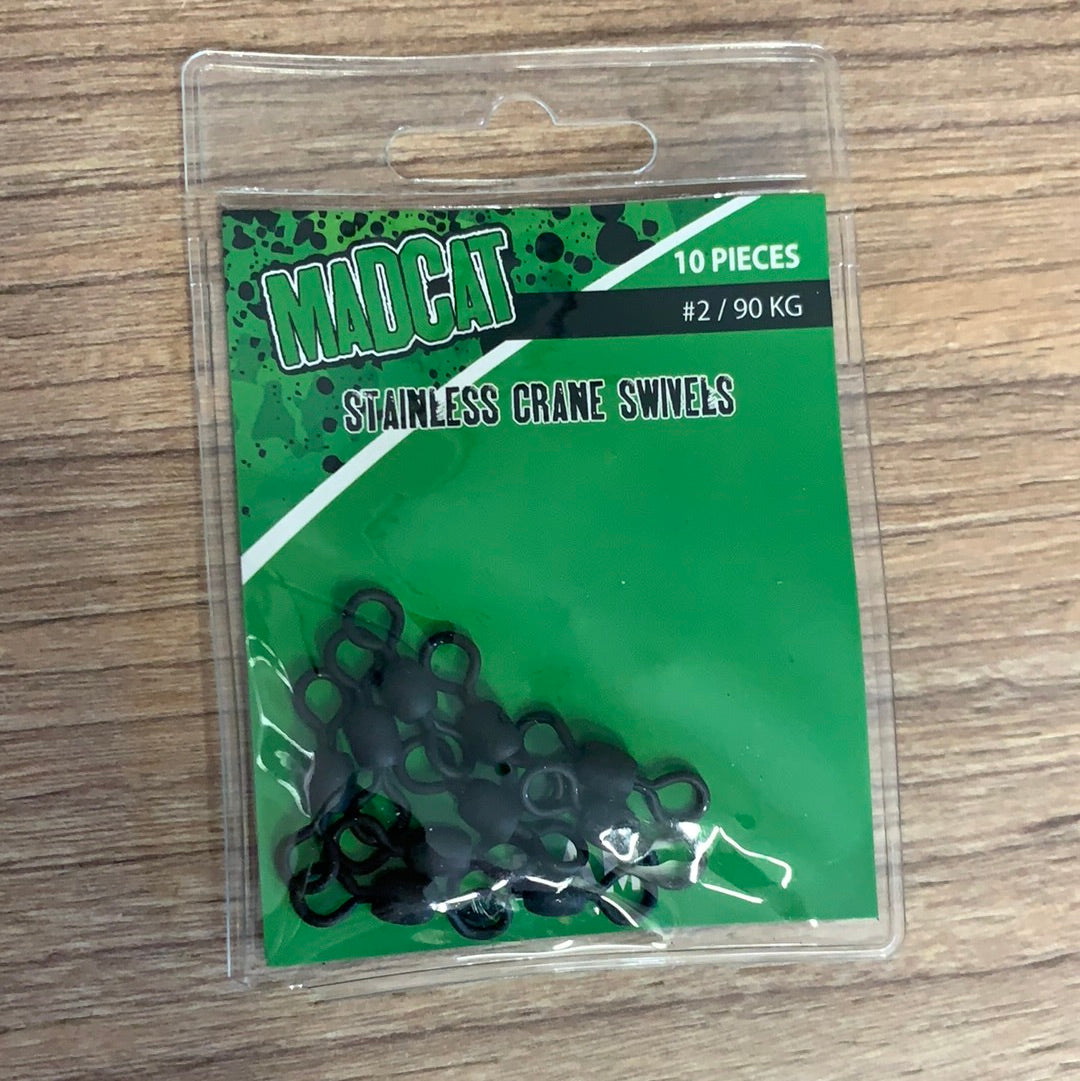 MADCAT
10 PIECES
#2 / 90 KG
STAINLESS CRANE SWIVELS